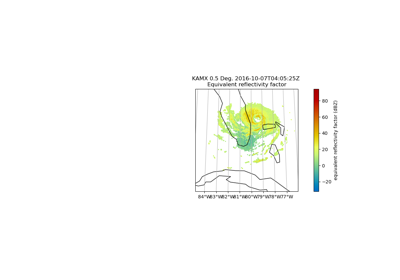 KAMX 0.5 Deg. 2016-10-07T04:05:25Z
Equivalent reflectivity factor
80
60
40
20
0
−20
equivalent reflectivity factor (dBZ)
84°W83°W82°W81°W80°W79°W78°W77°W